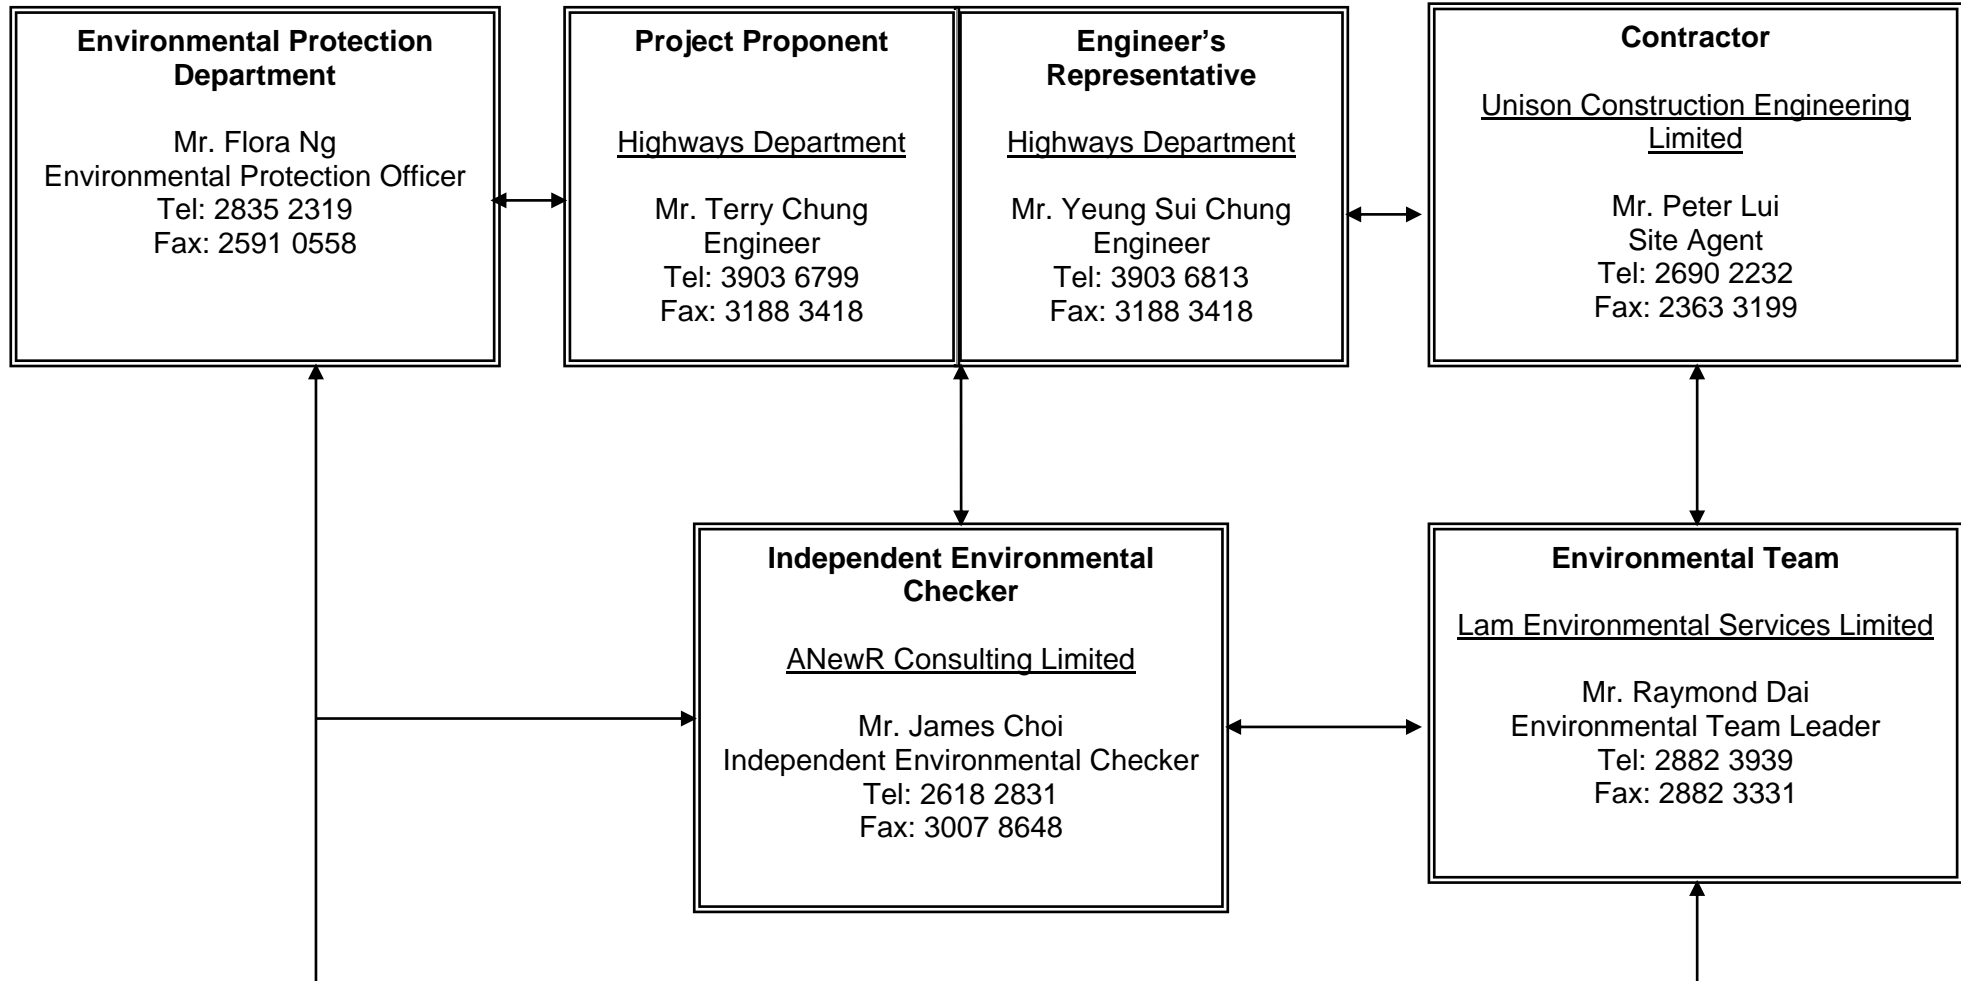 Environmental Protection
Department
Mr. Flora Ng
Environmental Protection Officer
Tel: 2835 2319
Fax: 2591 0558
Project Proponent
Highways Department
Mr. Terry Chung
Engineer
Tel: 3903 6799
Fax: 3188 3418
Engineer’s
Representative
Highways Department
Mr. Yeung Sui Chung
Engineer
Tel: 3903 6813
Fax: 3188 3418
Contractor
Unison Construction Engineering
Limited
Mr. Peter Lui
Site Agent
Tel: 2690 2232
Fax: 2363 3199
Independent Environmental
Checker
ANewR Consulting Limited
Mr. James Choi
Independent Environmental Checker
Tel: 2618 2831
Fax: 3007 8648
Environmental Team
Lam Environmental Services Limited
Mr. Raymond Dai
Environmental Team Leader
Tel: 2882 3939
Fax: 2882 3331